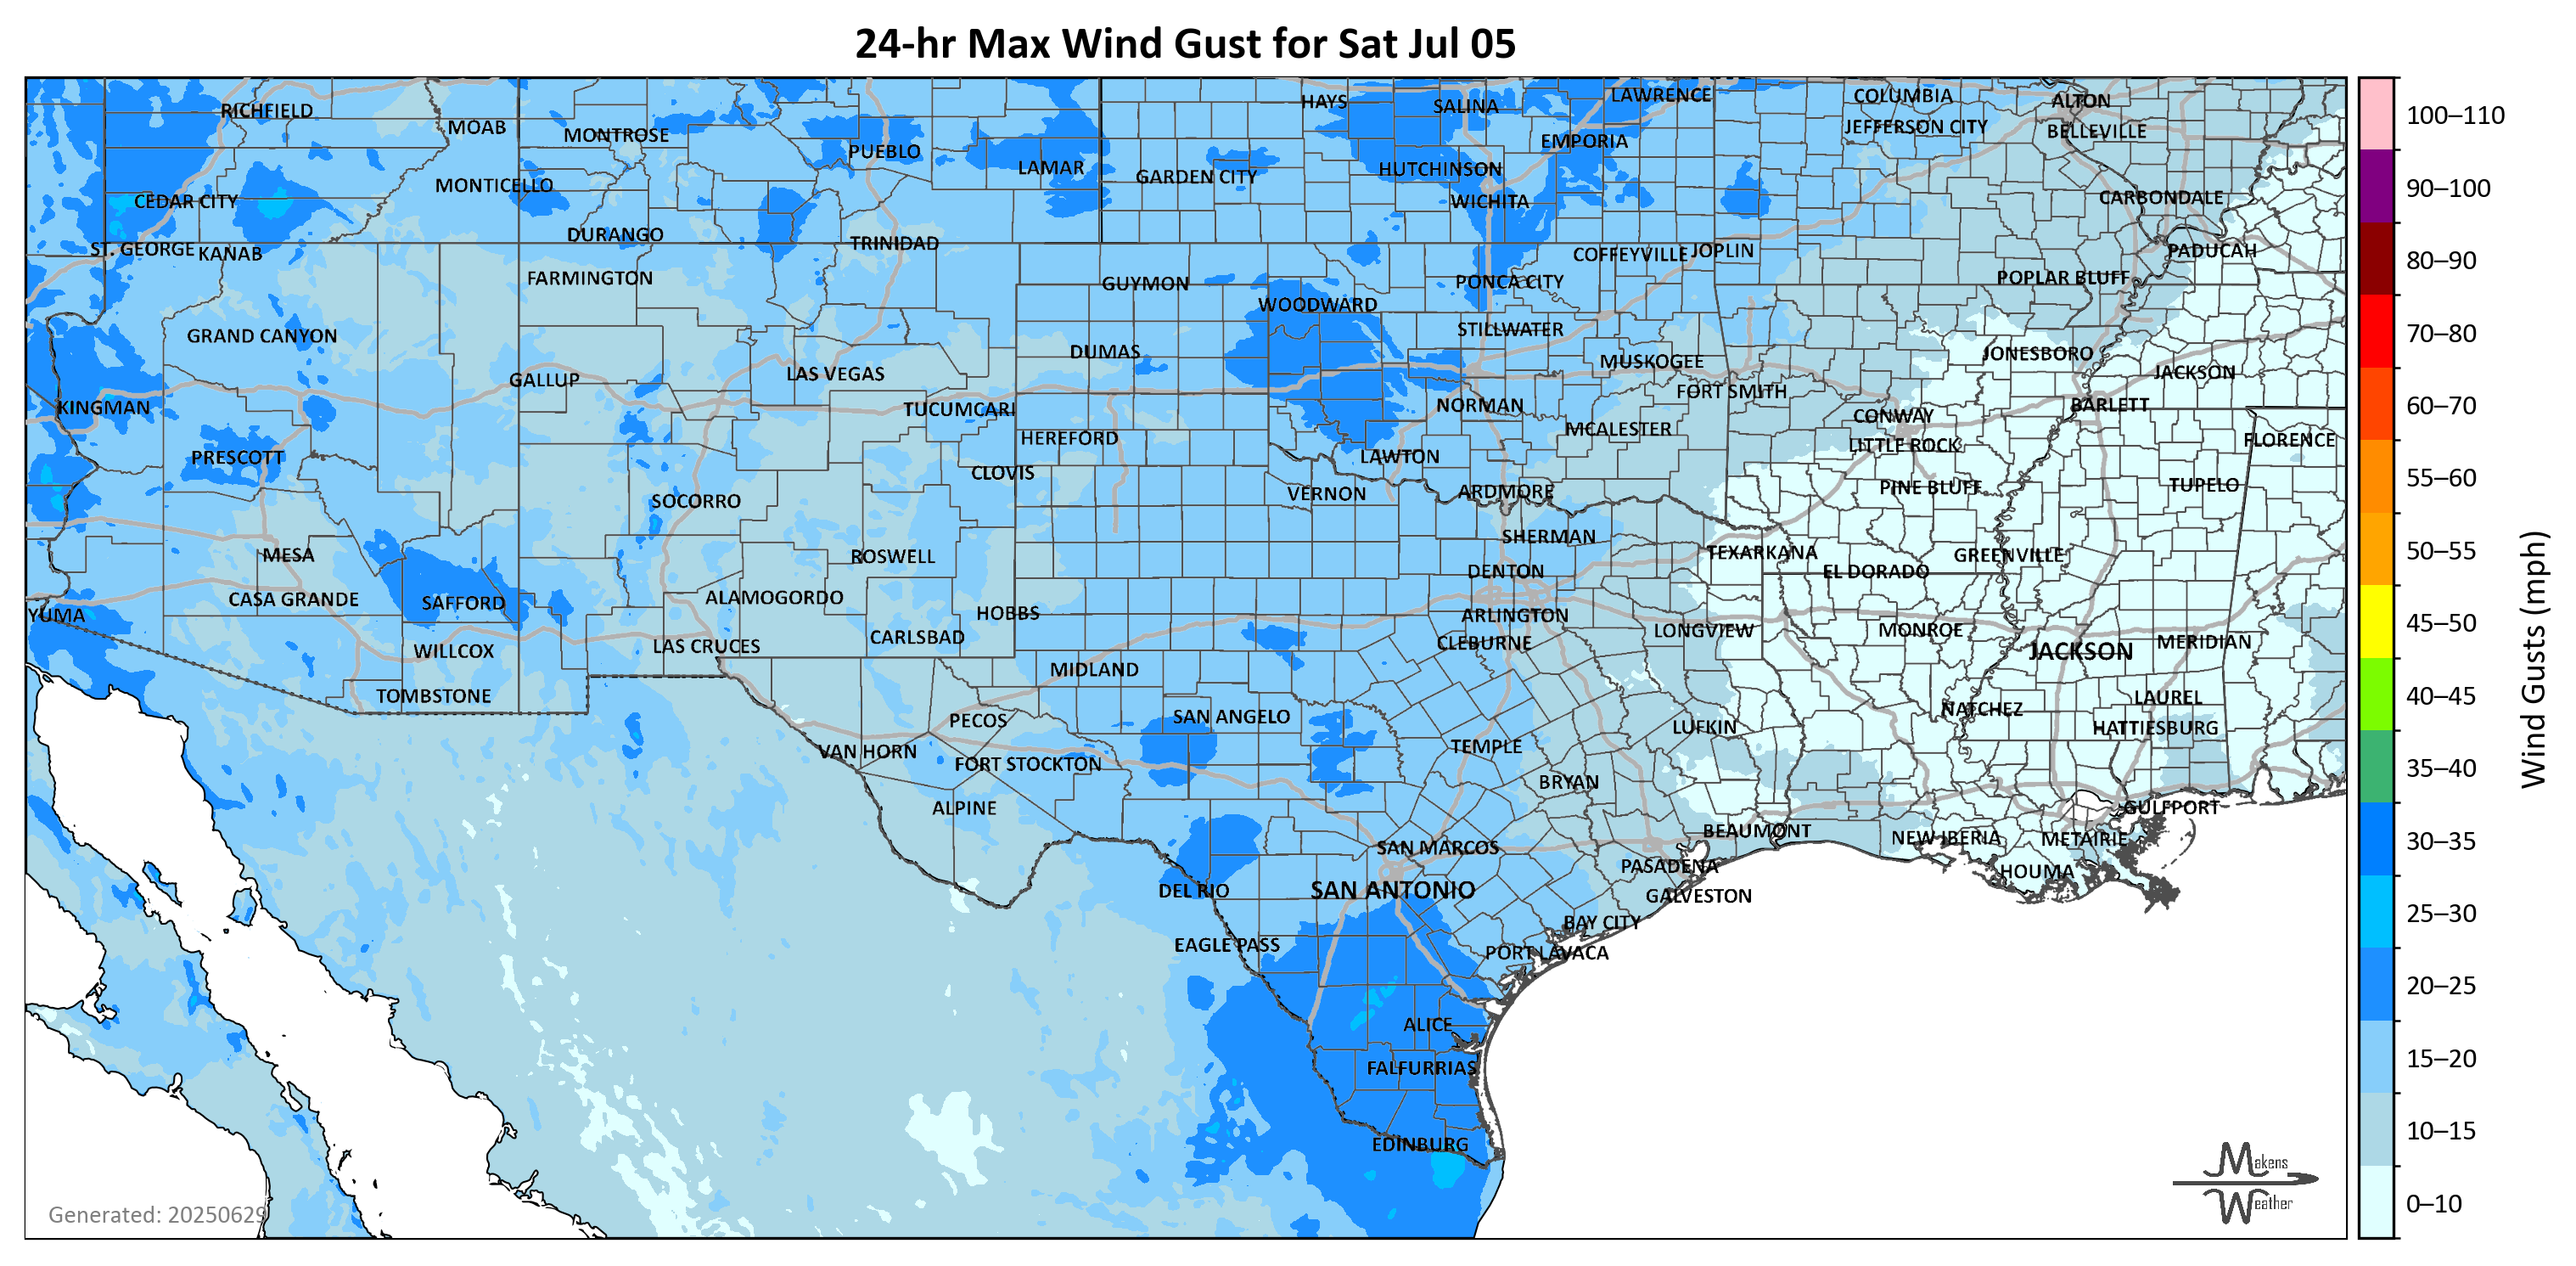 24-hr Max Wind Gust for Sat Jul 05
RICHFIELD
MOAB
MONTROSE
PUEBLO
LAMAR
HAYS
SALINA
LAWRENCE
EMPORIA
COLUMBIA
JEFFERSON CITY
ALTON
BELLEVILLE
CEDAR CITY
MONTICELLO
GARDEN CITY
HUTCHINSON
WICHITA
CARBONDALE
ST. GEORGE
KANAB
DURANGO
TRINIDAD
COFFEYVILLE
JOPLIN
PADUCAH
FARMINGTON
GUYMON
PONCA CITY
POPLAR BLUFF
WOODWARD
GRAND CANYON
STILLWATER
DUMAS
MUSKOGEE
JONESBORO
GALLUP
LAS VEGAS
FORT SMITH
JACKSON
KINGMAN
TUCUMCARI
NORMAN
CONWAY
BARLETT
HEREFORD
MCALESTER
LITTLE ROCK
FLORENCE
PRESCOTT
CLOVIS
LAWTON
SOCORRO
VERNON
ARDMORE
PINE BLUFF
TUPELO
MESA
ROSWELL
SHERMAN
TEXARKANA
GREENVILLE
DENTON
EL DORADO
CASA GRANDE
SAFFORD
ALAMOGORDO
YUMA
HOBBS
ARLINGTON
WILLCOX
LAS CRUCES
CARLSBAD
CLEBURNE
LONGVIEW
MONROE
JACKSON
MERIDIAN
MIDLAND
TOMBSTONE
LAUREL
PECOS
SAN ANGELO
NATCHEZ
LUFKIN
HATTIESBURG
VAN HORN
FORT STOCKTON
TEMPLE
BRYAN
ALPINE
GULFPORT
SAN MARCOS
BEAUMONT
NEW IBERIA
METAIRIE
PASADENA
HOUMA
DEL RIO
SAN ANTONIO
GALVESTON
EAGLE PASS
BAY CITY
PORT LAVACA
ALICE
FALFURRIAS
EDINBURG
Generated: 20250629
Makens
Weather
100–110
90–100
80–90
70–80
60–70
55–60
50–55
45–50
40–45
35–40
30–35
25–30
20–25
15–20
10–15
0–10
Wind Gusts (mph)